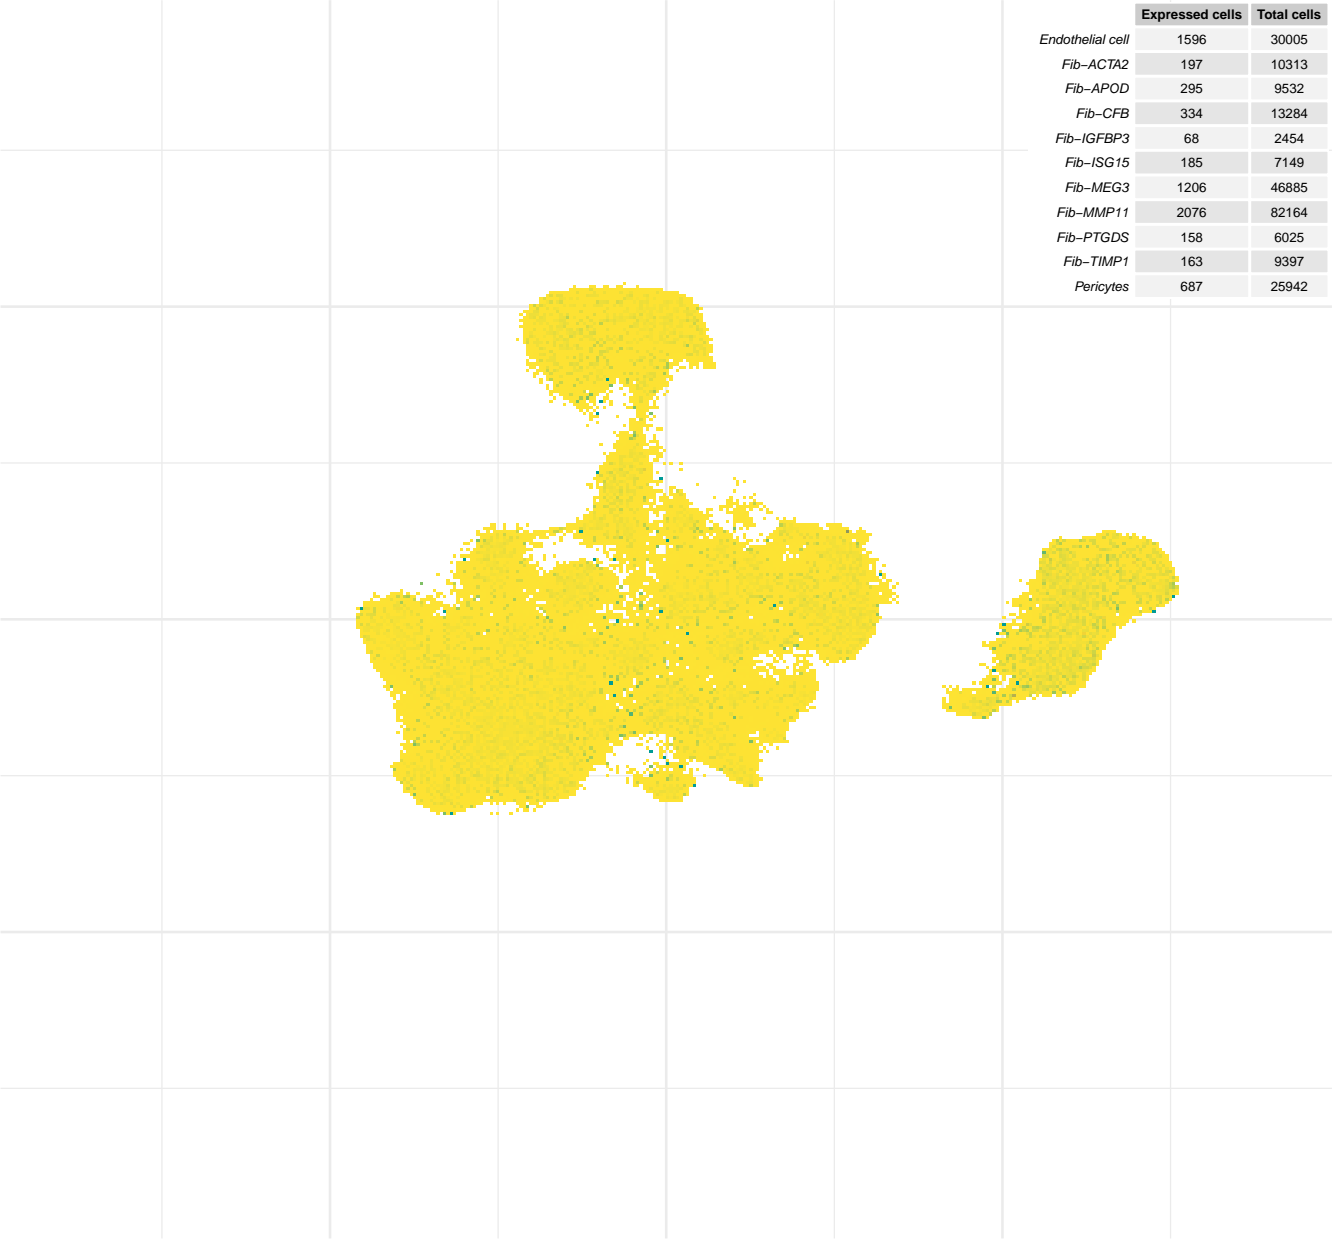 Expressed cells Total cells
Endothelial cell 1596 30005
Fib−ACTA2 197 10313
Fib−APOD 295 9532
Fib−CFB 334 13284
Fib−IGFBP3 68 2454
Fib−ISG15 185 7149
Fib−MEG3 1206 46885
Fib−MMP11 2076 82164
Fib−PTGDS 158 6025
Fib−TIMP1 163 9397
Pericytes 687 25942